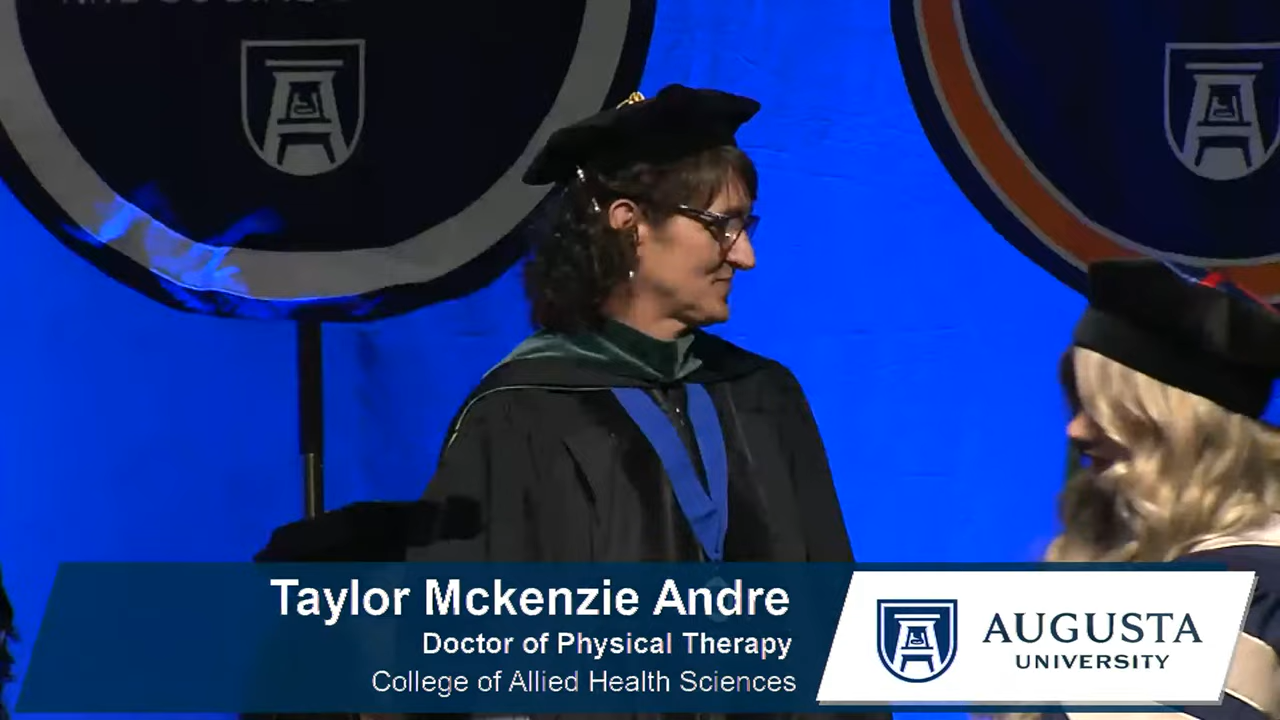 Taylor Mckenzie Andre
Doctor of Physical Therapy
College of Allied Health Sciences
AUGUSTA
UNIVERSITY